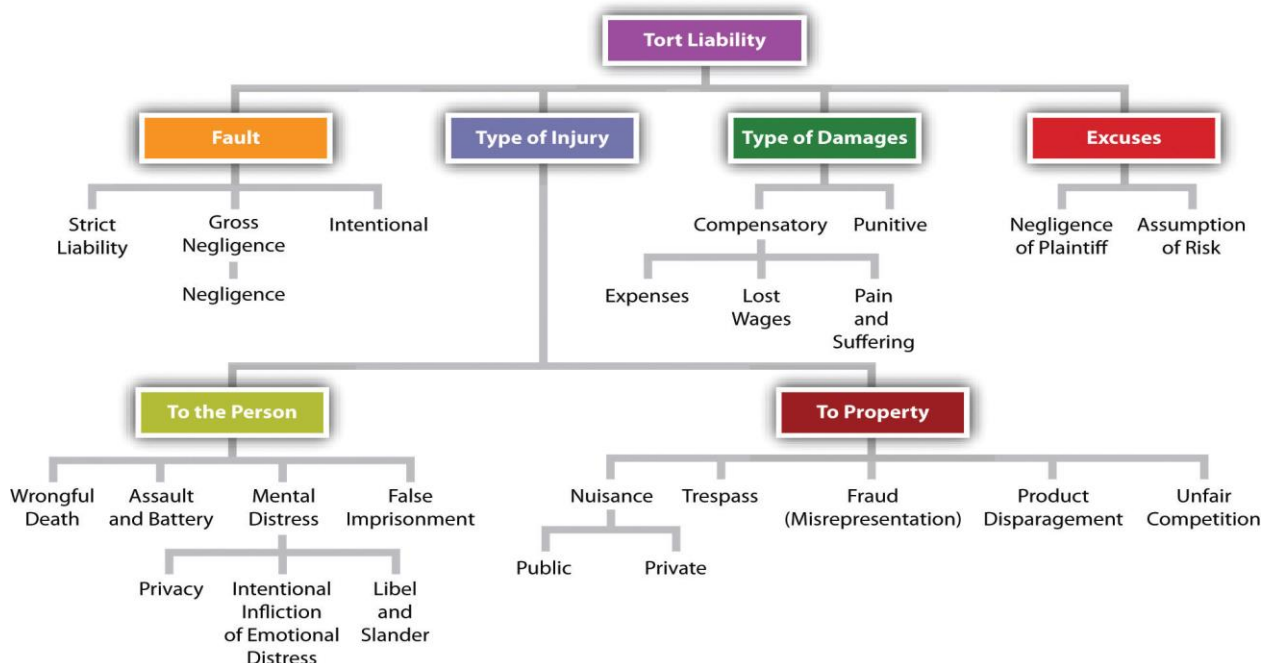 Tort Liability
Fault
Type of Injury
Type of Damages
Excuses
Strict
Liability
Gross
Negligence
Intentional
Negligence
Compensatory
Punitive
Expenses
Lost
Wages
Pain
and
Suffering
Negligence
of Plaintiff
Assumption
of Risk
To the Person
To Property
Wrongful
Death
Assault
and Battery
Mental
Distress
False
Imprisonment
Privacy
Intentional
Infliction
of Emotional
Distress
Libel
and
Slander
Nuisance
Trespass
Fraud
(Misrepresentation)
Product
Disparagement
Unfair
Competition
Public
Private